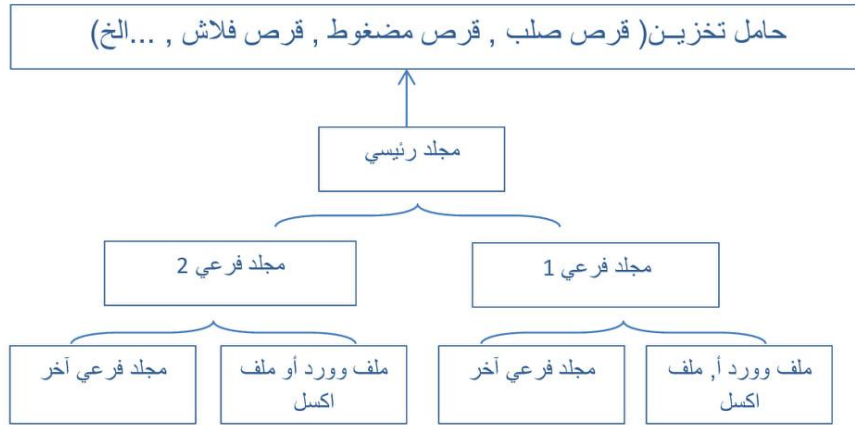 حامل تخزيــن( قرص صلب , قرص مضغوط , قرص فلاش , ...الخ)
مجلد رئيسي
مجلد فرعي 1
مجلد فرعي 2
ملف وورد أ, ملف
اكسل
مجلد فرعي آخر
ملف وورد أو ملف
اكسل
مجلد فرعي آخر